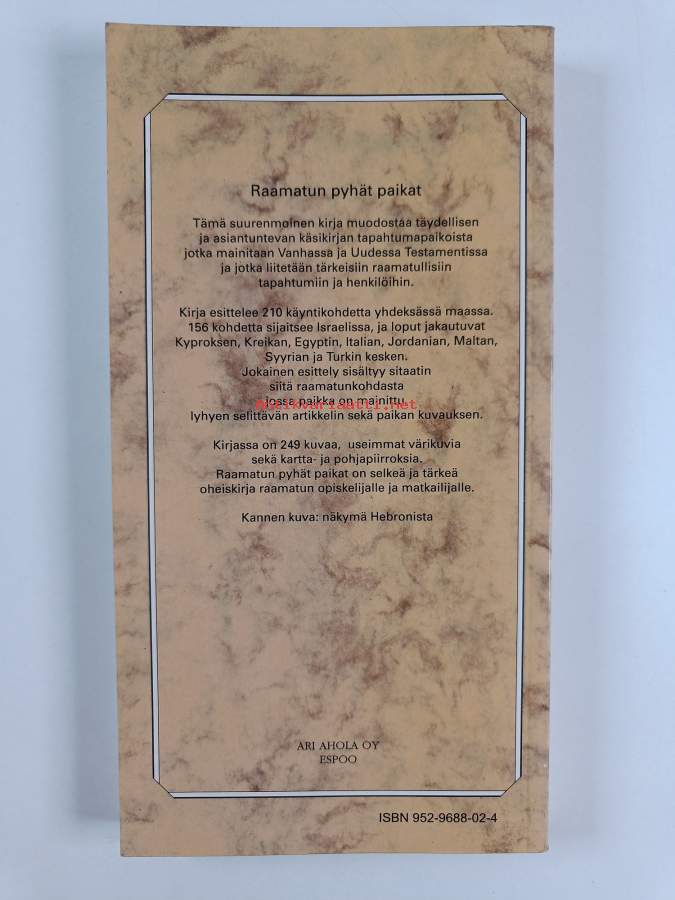 Raamatun pyhät paikat
Tämä suurenmoinen kirja muodostaa täydellisen
ja asiantuntevan käsikirjan tapahtumapaikoista
jotka mainitaan Vanhassa ja Uudessa Testamentissa
ja jotka liitetään tärkeisiin raamatullisiin
tapahtumiin ja henkilöihin.
Kirja esittelee 210 käyntikohdetta yhdeksässä maassa.
156 kohdetta sijaitsee Israelissa, ja loput jakautuvat
Kyproksen, Kreikan, Egyptin, Italian, Jordanian, Maltan,
Syyrian ja Turkin kesken.
Jokainen esittely sisältyy sitaatin
siitä raamatunkohdasta
jossa paikka on mainittu,
antikvariaatti.net
lyhyen selittävän artikkelin sekä paikan kuvauksen.
Kirjassa on 249 kuvaa, useimmat värikuvia
sekä kartta- ja pohjapiirroksia.
Raamatun pyhät paikat on selkeä ja tärkeä
oheiskirja raamatun opiskelijalle ja matkailijalle.
Kannen kuva: näkymä Hebronista
ARI AHOLA OY
ESPOO
ISBN 952-9688-02-4